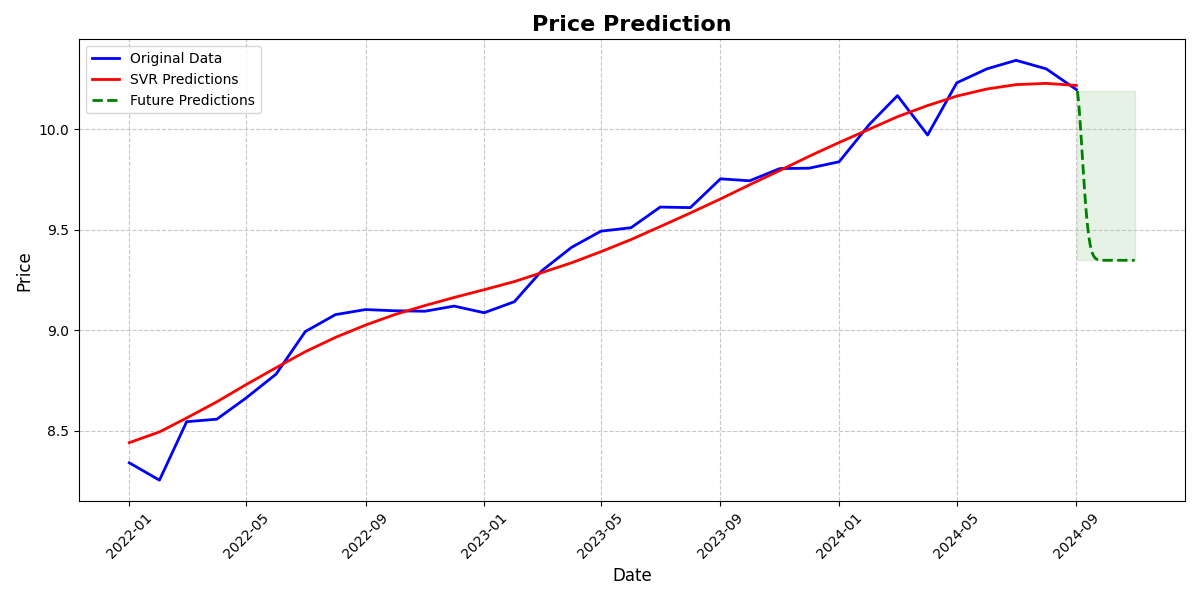 Price Prediction
Original Data
SVR Predictions
Future Predictions
Price
10.0
9.5
9.0
8.5
2022-01
2022-05
2022-09
2023-01
2023-05
2023-09
2024-01
2024-05
2024-09
Date